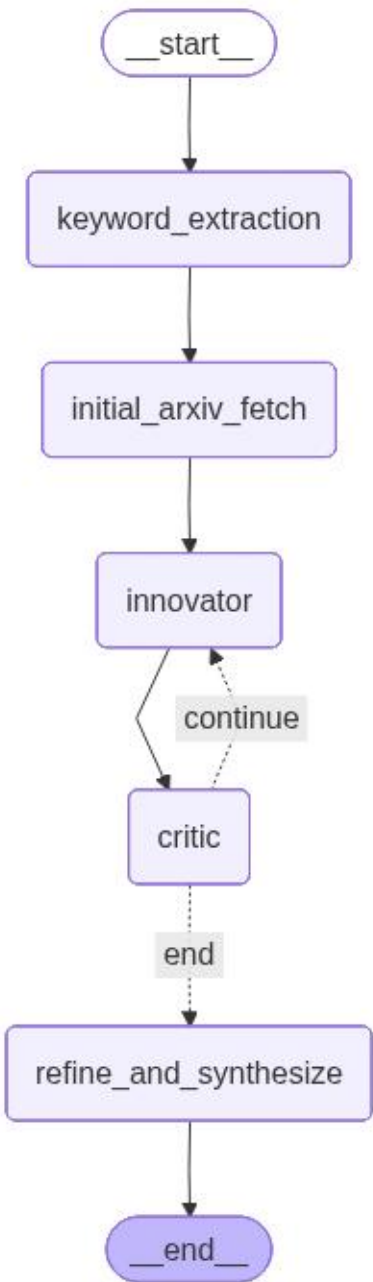 __start__
keyword_extraction
initial_arxiv_fetch
innovator
continue
critic
end
refine_and_synthesize
__end__